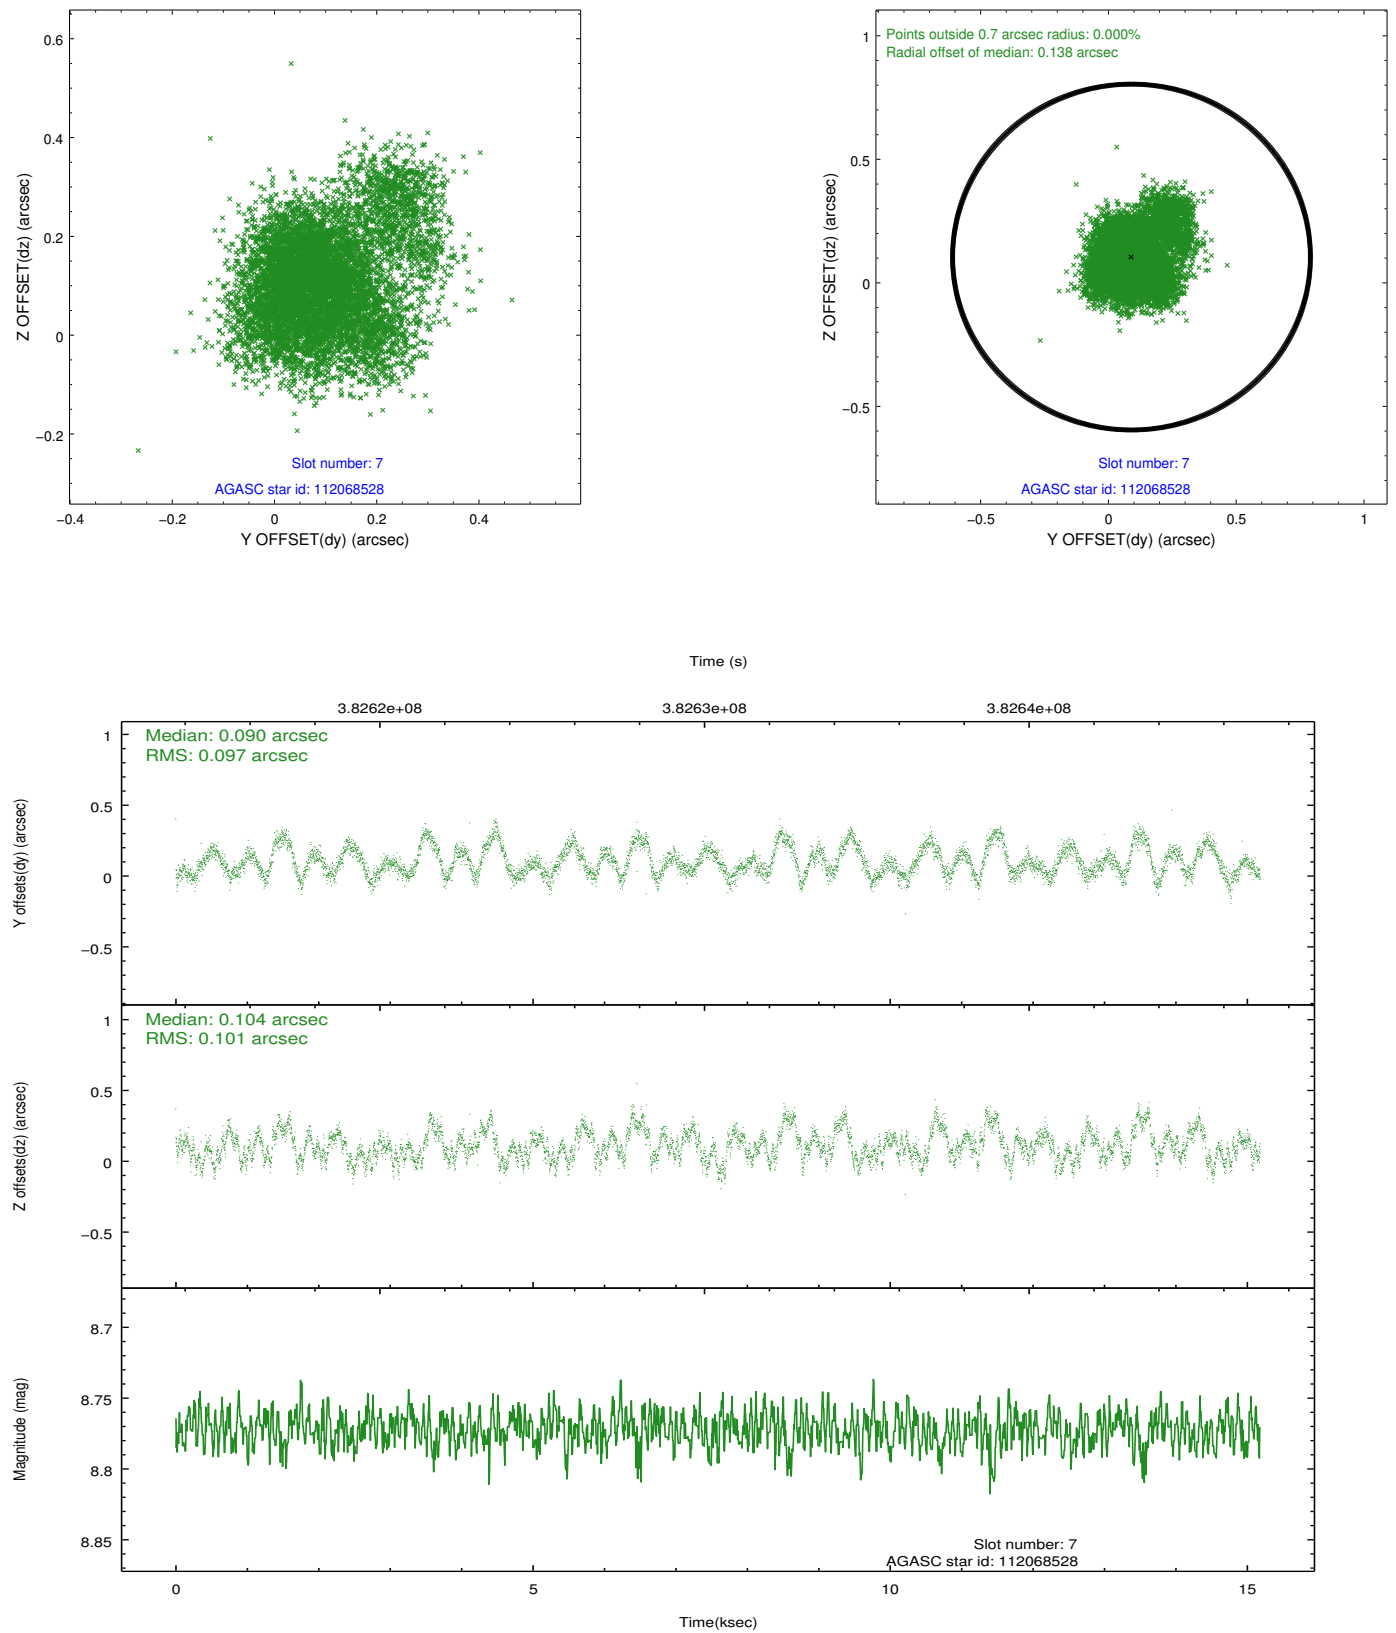 0.6
0.4
0.2
0
−0.2
−0.4
−0.2
0
0.2
0.4
Z OFFSET(dz) (arcsec)
Y OFFSET(dy) (arcsec)
Slot number: 7
AGASC star id: 112068528
Points outside 0.7 arcsec radius: 0.000%
Radial offset of median: 0.138 arcsec
1
0.5
0
−0.5
−0.5
0
0.5
1
Z OFFSET(dz) (arcsec)
Y OFFSET(dy) (arcsec)
Slot number: 7
AGASC star id: 112068528
Time (s)
3.8262e+08
3.8263e+08
3.8264e+08
Median: 0.090 arcsec
RMS: 0.097 arcsec
1
0.5
0
−0.5
Y offsets(dy) (arcsec)
Median: 0.104 arcsec
RMS: 0.101 arcsec
1
0.5
0
−0.5
Z offsets(dz) (arcsec)
8.7
8.75
8.8
8.85
Magnitude (mag)
Slot number: 7
AGASC star id: 112068528
0
5
10
15
Time(ksec)